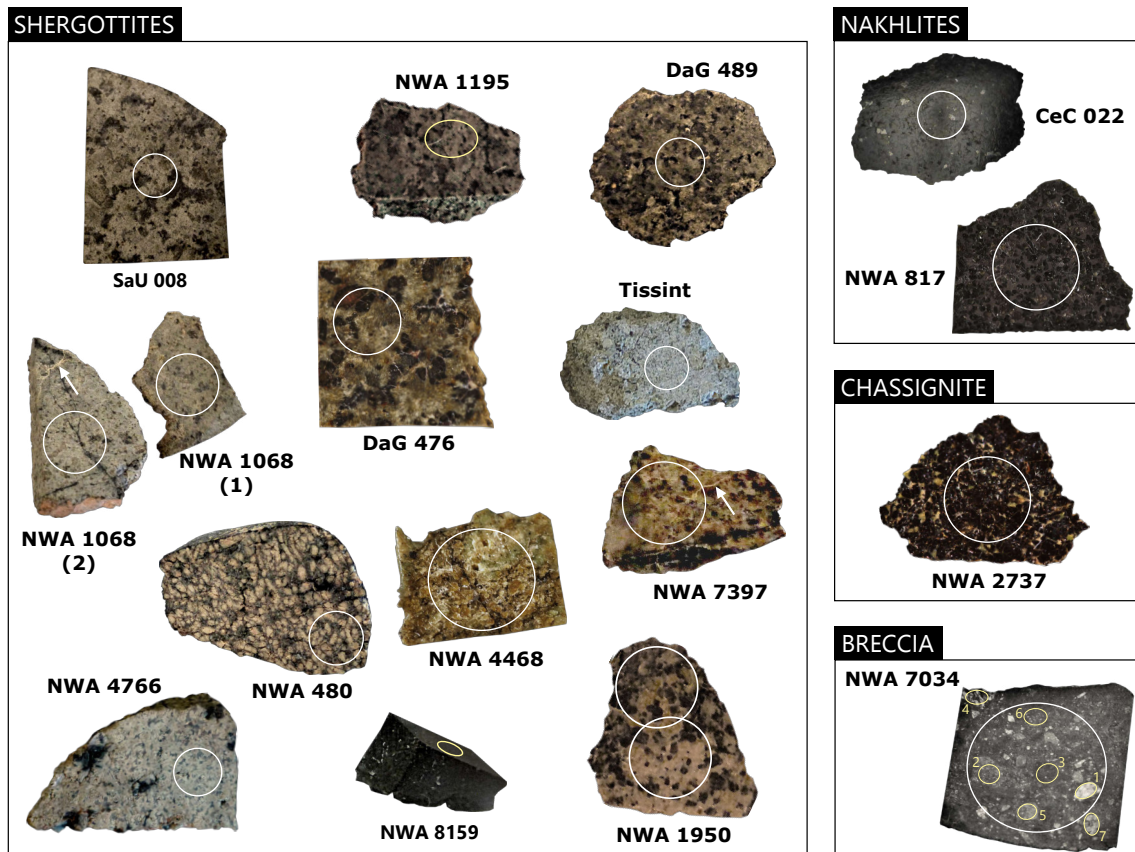 SHERGOTTITES
NWA 1195
DaG 489
SaU 008
DaG 476
Tissint
NWA 1068
(1)
NWA 1068
(2)
NWA 7397
NWA 480
NWA 4468
NWA 4766
NWA 8159
NWA 1950
NAKHLITES
CeC 022
NWA 817
CHASSIGNITE
NWA 2737
BRECCIA
NWA 7034
4
6
2
3
1
5
7